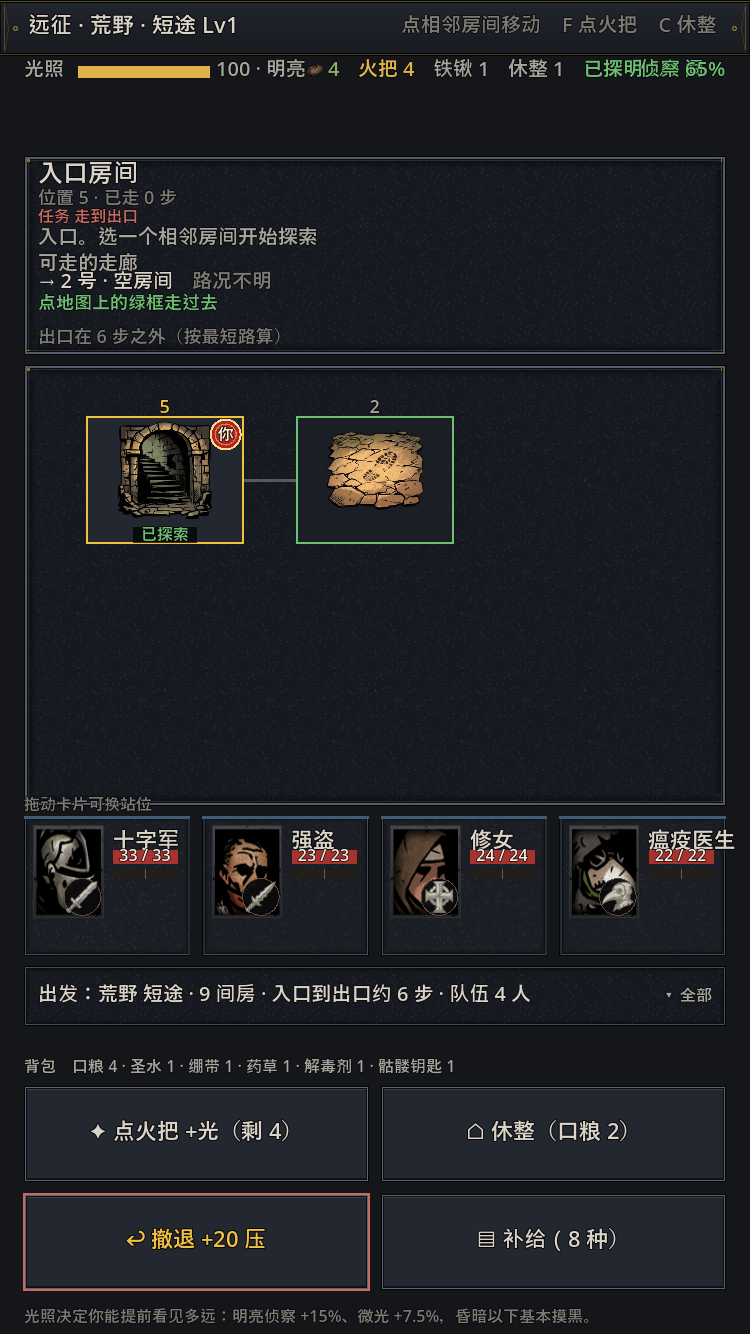 远征 · 荒野 · 短途 Lv1 点相邻房间移动 F 点火把 C 休整
光照 100 · 明亮 4 火把 4 铁锹 1 休整 1 已探明侦察 65%
入口房间
位置 5 · 已走 0 步
任务 走到出口
入口。选一个相邻房间开始探索
可走的走廊
→ 2 号 · 空房间 路况不明
点地图上的绿框走过去
出口在 6 步之外（按最短路算）
5 2
你
已探索
拖动卡片可换站位
十字军 强盗 修女 瘟疫医生
33 / 33 23 / 23 24 / 24 22 / 22
出发：荒野 短途 · 9 间房 · 入口到出口约 6 步 · 队伍 4 人 ▾ 全部
背包 口粮 4 · 圣水 1 · 绷带 1 · 药草 1 · 解毒剂 1 · 骷髅钥匙 1
✦ 点火把 +光（剩 4） ⌂ 休整（口粮 2）
↩ 撤退 +20 压 ▤ 补给 ( 8 种）
光照决定你能提前看见多远：明亮侦察 +15%、微光 +7.5%，昏暗以下基本摸黑。